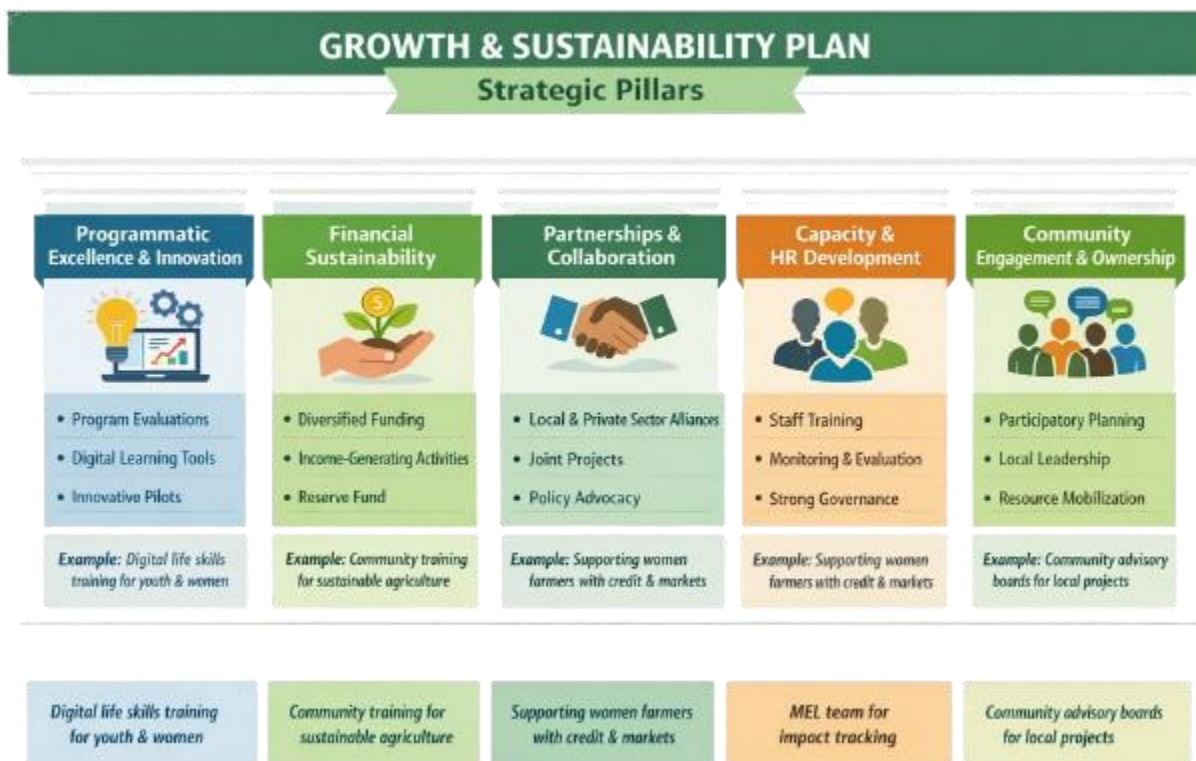 GROWTH & SUSTAINABILITY PLAN
Strategic Pillars
Programmatic
Excellence & Innovation
• Program Evaluations
• Digital Learning Tools
• Innovative Pilots
Example: Digital life skills
training for youth & women
Financial
Sustainability
$
• Diversified Funding
• Income-Generating Activities
• Reserve Fund
Example: Community training
for sustainable agriculture
Partnerships &
Collaboration
• Local & Private Sector Alliances
• Joint Projects
• Policy Advocacy
Example: Supporting women
farmers with credit & markets
Capacity &
HR Development
• Staff Training
• Monitoring & Evaluation
• Strong Governance
Example: Supporting women
farmers with credit & markets
Community
Engagement & Ownership
• Participatory Planning
• Local Leadership
• Resource Mobilization
Example: Community advisory
boards for local projects
Digital life skills training
for youth & women
Community training for
sustainable agriculture
Supporting women farmers
with credit & markets
MEL team for
impact tracking
Community advisory boards
for local projects